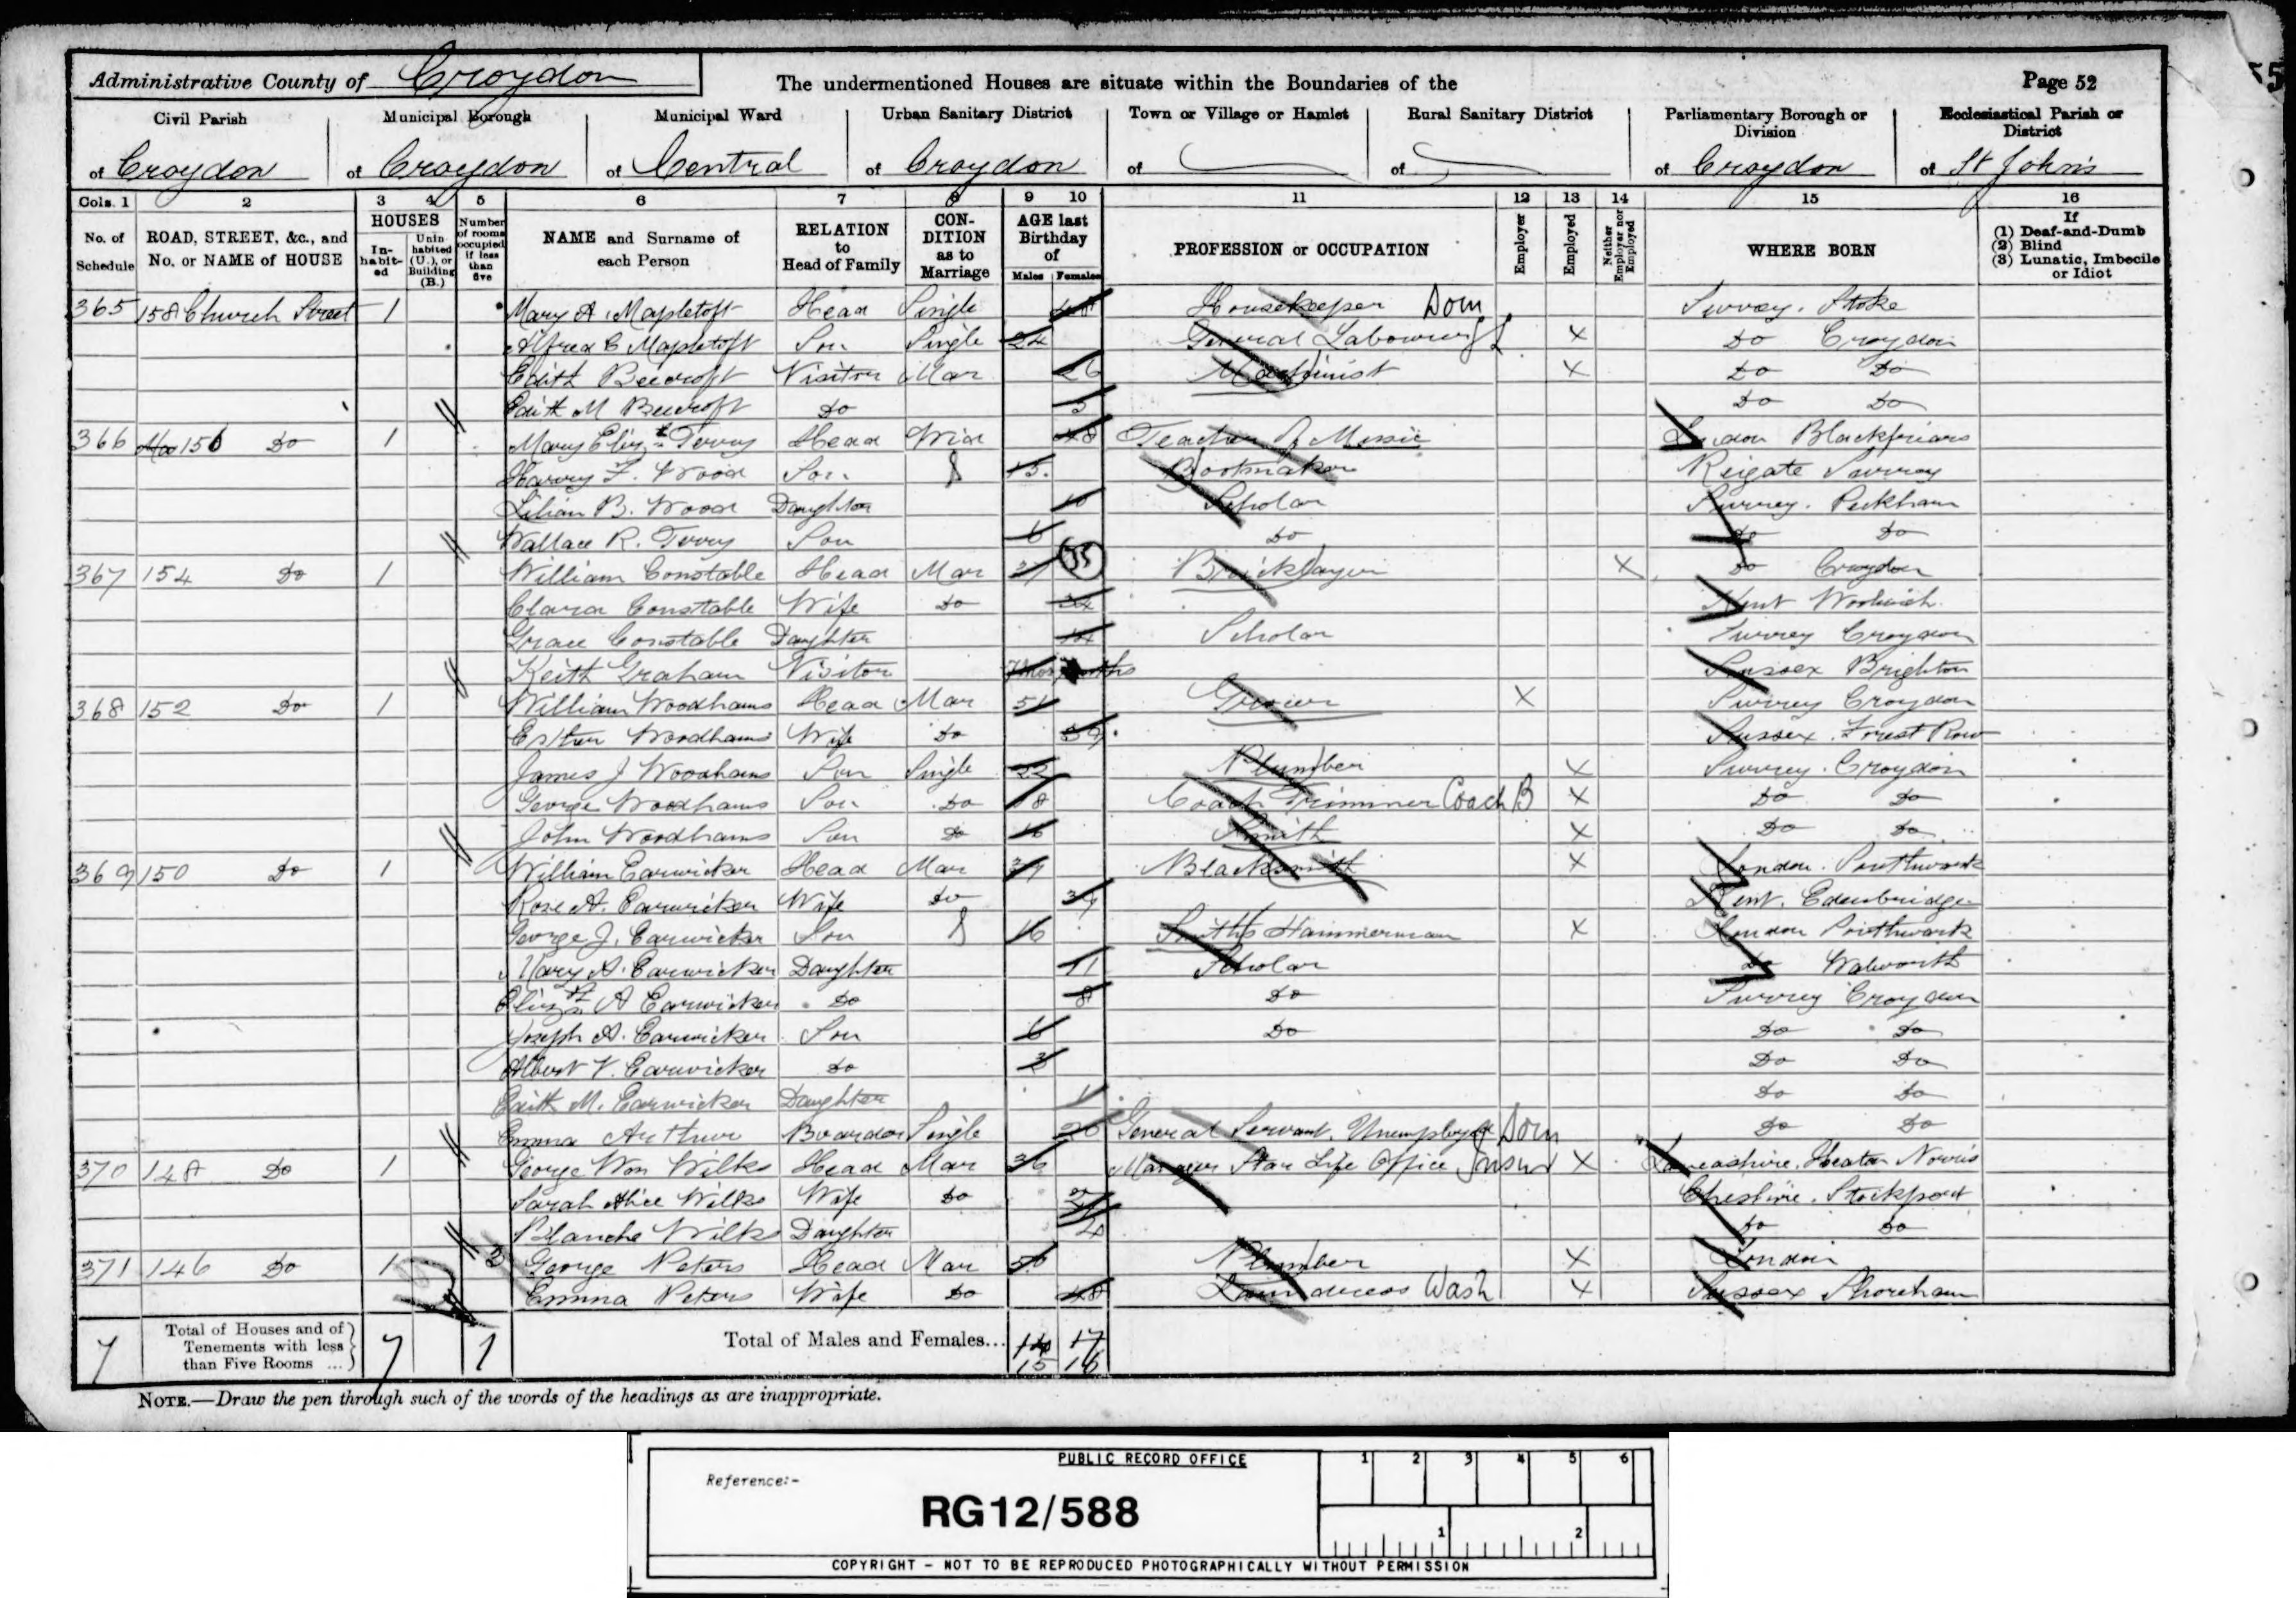 Administrative County of Croydon The undermentioned Houses are situate within the Boundaries of the Page 52
Civil Parish Municipal Borough Municipal Ward Urban Sanitary District Town or Village or Hamlet Rural Sanitary District Parliamentary Borough or Division Ecclesiastical Parish or District
of Croydon of Croydon of Central of Croydon of of of Croydon of St John's
Cols. 1 2 3 4 5 6 7 8 9 10 11 12 13 14 15 16
No. of Schedule ROAD, STREET, &c., and No. or NAME of HOUSE HOUSES Inhabited Uninhabited (U.), or Building (B.) Number of rooms occupied if less than five NAME and Surname of each Person RELATION to Head of Family CONDITION as to Marriage AGE last Birthday of Males Females PROFESSION or OCCUPATION Employer Employed Neither Employer nor Employed WHERE BORN If (1) Deaf-and-Dumb (2) Blind (3) Lunatic, Imbecile or Idiot
365 158 Church Street 1 Mary A Mapletoft Head Single 48 Housekeeper Dom Surrey. Stoke
Alfred C Mapletoft Son Single 24 General Labourer X Do Croydon
Edith Beecroft Visitor Mar 26 Machinist X Do Do
Edith M Beecroft Do 5 Do Do
366 156 Do 1 Mary Elizth Terry Head Wid 48 Teacher of Music London Blackfriars
Harry F. Wood Son S 15 Bootmaker Reigate Surrey
Lilian B. Wood Daughter 10 Scholar Surrey. Peckham
Wallace R. Terry Son 6 Do Do Do
367 154 Do 1 William Constable Head Mar 37 35 Bricklayer X Do Croydon
Clara Constable Wife Do 34 Kent Woolwich
Grace Constable Daughter 14 Scholar Surrey Croydon
Keith Graham Visitor 7 mos months Sussex Brighton
368 152 Do 1 William Woodhams Head Mar 51 Grocer X Surrey Croydon
Esther Woodhams Wife Do 59 Sussex. Forest Row
James J Woodhams Son Single 22 Plumber X Surrey. Croydon
George Woodhams Son Do 18 Coach Trimmer Coach B X Do Do
John Woodhams Son Do 16 Smith X Do Do
369 150 Do 1 William Earwicker Head Mar 37 Blacksmith X London. Southwark
Rose A. Earwicker Wife Do 34 Kent. Edenbridge
George J. Earwicker Son S 16 Smith's Hammerman X London Southwark
Mary A. Earwicker Daughter 11 Scholar Do Walworth
Elizth A Earwicker Do 8 Do Surrey Croydon
Joseph A. Earwicker Son 6 Do Do Do
Albert V. Earwicker Do 3 Do Do
Edith M. Earwicker Daughter 1 Do Do
Emma Arthur Boarder Single 20 General Servant. Unemployed Dom Do Do
370 148 Do 1 George Wm Wilks Head Mar 36 Manager Star Life Office Insur X Lancashire. Heaton Norris
Sarah Alice Wilks Wife Do Cheshire. Stockport
Blanche Wilks Daughter 4 Do Do
371 146 Do 1 3 George Peters Head Mar 50 Plumber X London
Emma Peters Wife Do 48 Laundress Wash X Sussex Shoreham
7 Total of Houses and of Tenements with less than Five Rooms ... 7 1 Total of Males and Females... 14 17
15 16
NOTE.—Draw the pen through such of the words of the headings as are inappropriate.
PUBLIC RECORD OFFICE 1 2 3 4 5 6
Reference:-
RG12/588
1 2
COPYRIGHT - NOT TO BE REPRODUCED PHOTOGRAPHICALLY WITHOUT PERMISSION